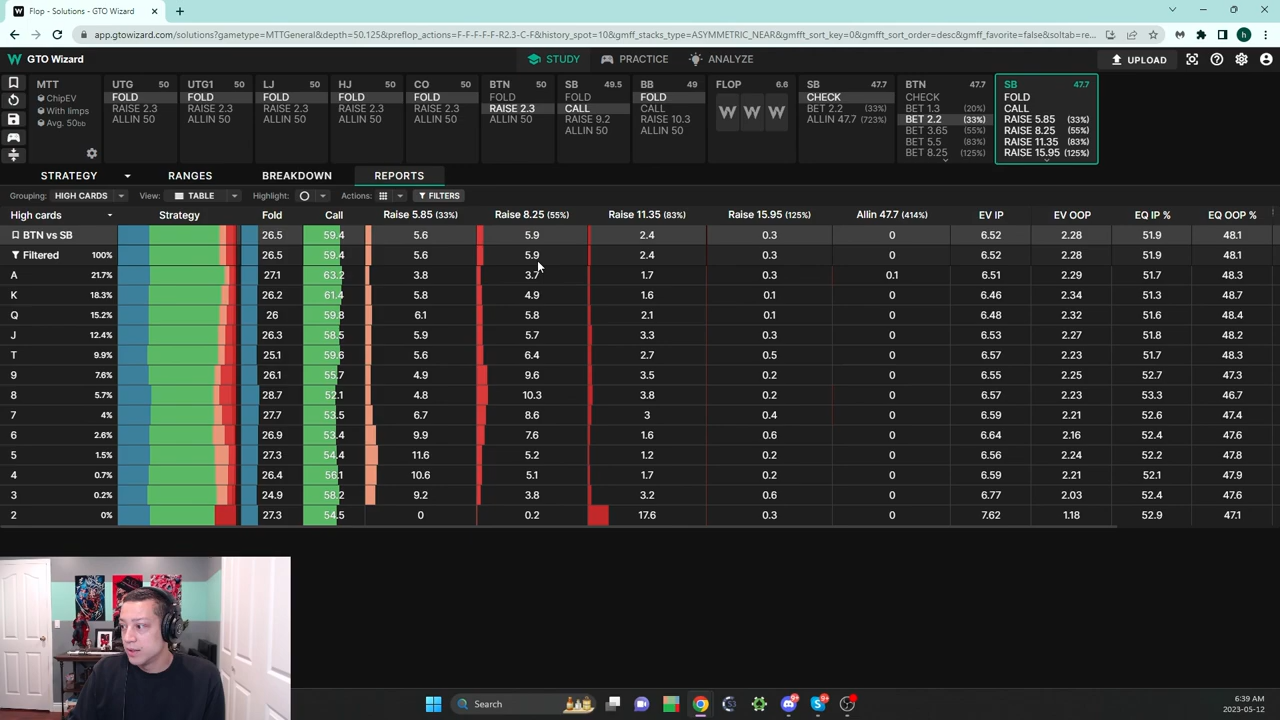 Flop - Solutions - GTO Wizard
app.gtowizard.com/solutions?gametype=MTTGeneral&depth=50.125&preflop_actions=F-F-F-F-F-R2.3-C-F&history_spot=10&gmff_sort_key=0&gmff_stacks_type=ASYMMETRIC_NEAR&gmff_sort_order=desc&gmff_favorite=false&soltab=re...
GTO Wizard
STUDY
PRACTICE
ANALYZE
UPLOAD
MTT
ChipEV
With limps
Avg. 50bb
UTG 50
FOLD
RAISE 2.3
ALLIN 50
UTG1 50
FOLD
RAISE 2.3
ALLIN 50
LJ 50
FOLD
RAISE 2.3
ALLIN 50
HJ 50
FOLD
RAISE 2.3
ALLIN 50
CO 50
FOLD
RAISE 2.3
ALLIN 50
BTN 50
FOLD
RAISE 2.3
ALLIN 50
SB 50
FOLD
CALL
RAISE 9.2
ALLIN 50
BB 49
FOLD
CALL
RAISE 10.3
ALLIN 50
FLOP 6.6
SB 47.7
CHECK
BET 2.2 (33%)
ALLIN 47.7 (723%)
BTN 47.7
CHECK
BET 1.3 (20%)
BET 2.2 (33%)
BET 3.65 (55%)
BET 5.5 (83%)
BET 8.25 (125%)
SB 47.7
FOLD
CALL
RAISE 5.85 (33%)
RAISE 8.25 (55%)
RAISE 11.35 (83%)
RAISE 15.95 (125%)
STRATEGY RANGES BREAKDOWN REPORTS
Grouping: HIGH CARDS View: TABLE Highlight: Actions: FILTERS
High cards Strategy Fold Call Raise 5.85 (33%) Raise 8.25 (55%) Raise 11.35 (83%) Raise 15.95 (125%) Allin 47.7 (414%) EV IP EV OOP EQ IP % EQ OOP %
BTN vs SB 26.5 59.4 5.6 5.9 2.4 0.3 0 6.52 2.28 51.9 48.1
Filtered 100% 26.5 59.4 5.6 5.9 2.4 0.3 0 6.52 2.28 51.9 48.1
A 21.7% 27.1 63.2 3.8 3.7 1.7 0.3 0.1 6.51 2.29 51.7 48.3
K 18.3% 26.2 61.4 5.8 4.9 1.6 0.1 0 6.46 2.34 51.3 48.7
Q 15.2% 26 59.8 6.1 5.8 2.1 0.1 0 6.48 2.32 51.6 48.4
J 12.4% 26.3 58.5 5.9 5.7 3.3 0.3 0 6.53 2.27 51.8 48.2
T 9.9% 25.1 59.6 5.6 6.4 2.7 0.5 0 6.57 2.23 51.7 48.3
9 7.6% 26.1 55.7 4.9 9.6 3.5 0.2 0 6.55 2.25 52.7 47.3
8 5.7% 28.7 52.1 4.8 10.3 3.8 0.2 0 6.57 2.23 53.3 46.7
7 4% 27.7 53.5 6.7 8.6 3 0.4 0 6.59 2.21 52.6 47.4
6 2.6% 26.9 53.4 9.9 7.6 1.6 0.6 0 6.64 2.16 52.4 47.6
5 1.5% 27.3 54.4 11.6 5.2 1.2 0.2 0 6.56 2.24 52.2 47.8
4 0.7% 26.4 56.1 10.6 5.1 1.7 0.2 0 6.59 2.21 52.1 47.9
3 0.2% 24.9 58.2 9.2 3.8 3.2 0.6 0 6.77 2.03 52.4 47.6
2 0% 27.3 54.5 0 0.2 17.6 0.3 0 7.62 1.18 52.9 47.1
Search
6:39 AM
2023-05-12